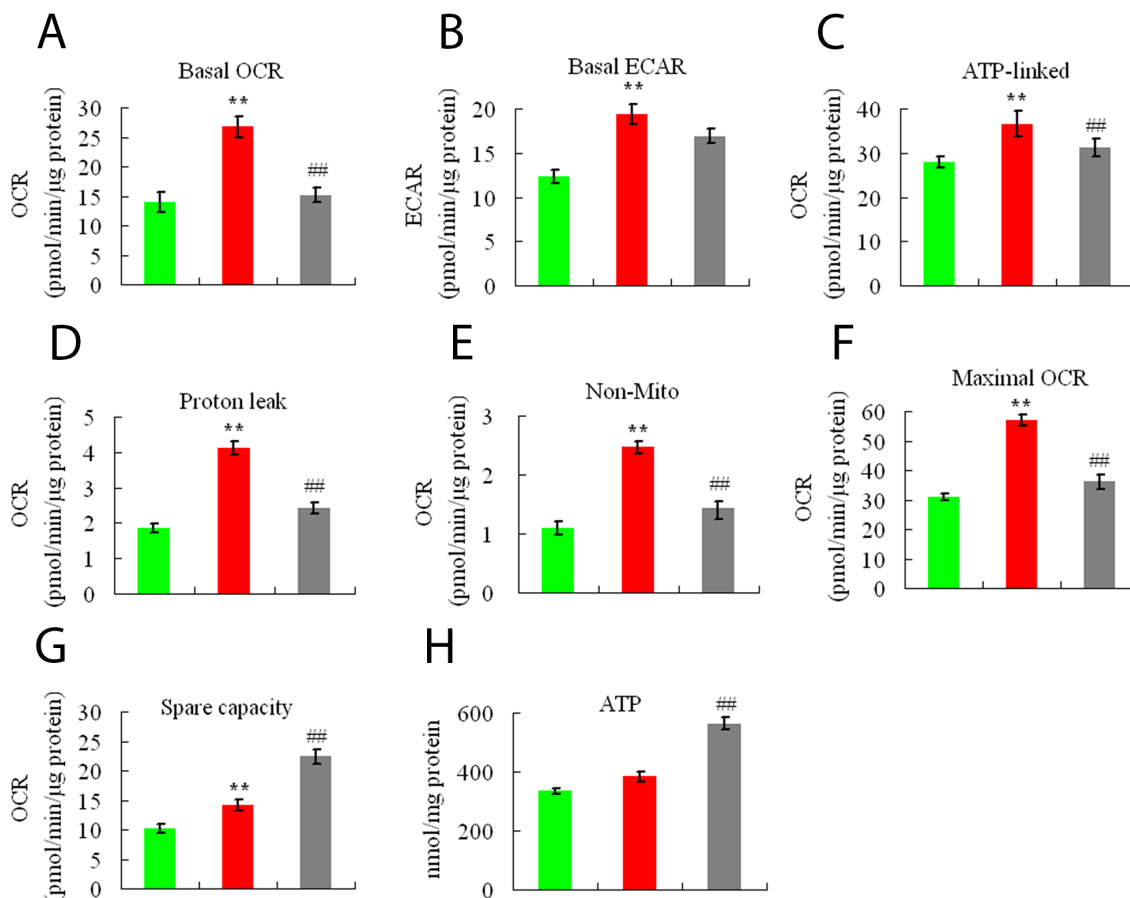 A
Basal OCR
**
##
30
25
20
15
10
5
0
OCR
(pmol/min/µg protein)
B
Basal ECAR
**
20
15
10
5
0
ECAR
(pmol/min/µg protein)
C
ATP-linked
**
##
40
30
20
10
0
OCR
(pmol/min/µg protein)
D
Proton leak
**
##
5
4
3
2
1
0
OCR
(pmol/min/µg protein)
E
Non-Mito
**
##
3
2
1
0
OCR
(pmol/min/µg protein)
F
Maximal OCR
**
##
60
50
40
30
20
10
0
OCR
(pmol/min/µg protein)
G
Spare capacity
**
##
30
25
20
15
10
5
0
OCR
(pmol/min/µg protein)
H
ATP
##
600
400
200
0
nmol/mg protein